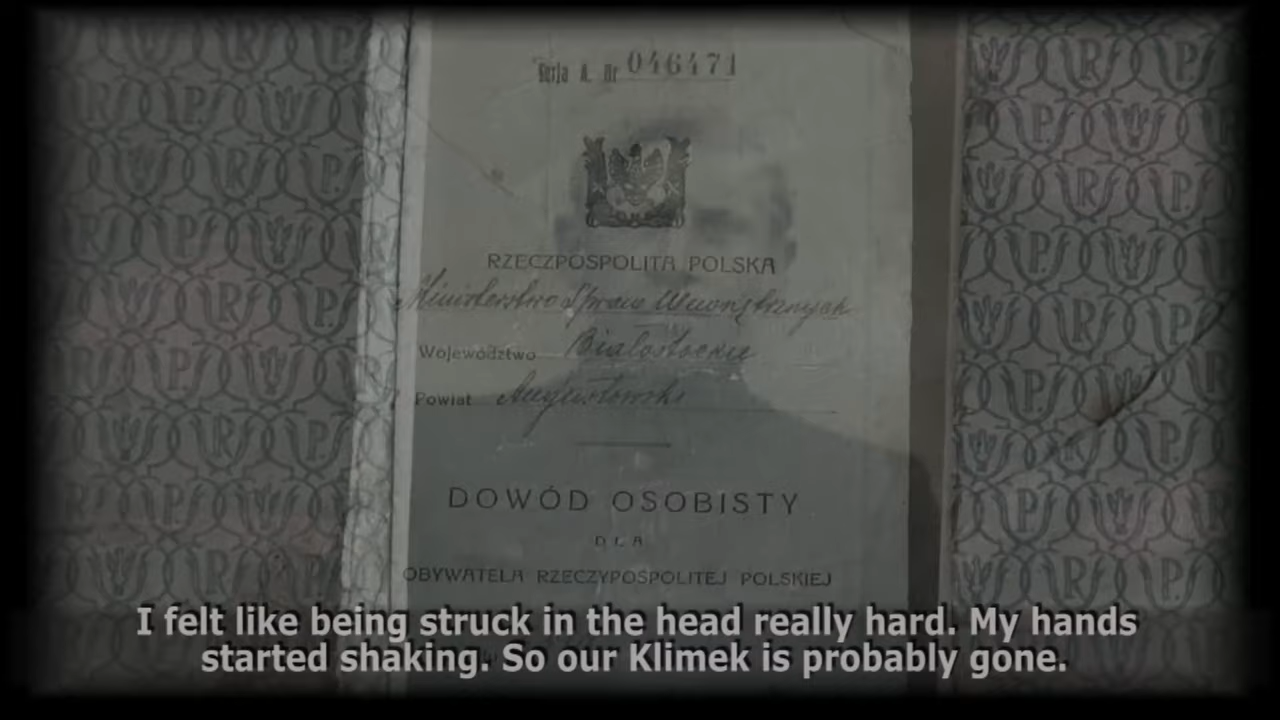 Serja A. Nr 046471
RZECZPOSPOLITA POLSKA
Ministerstwo Spraw Wewnętrznych
Województwo Białostockie
Powiat Augustowski
DOWÓD OSOBISTY
DLA
OBYWATELA RZECZYPOSPOLITEJ POLSKIEJ
I felt like being struck in the head really hard. My hands
started shaking. So our Klimek is probably gone.